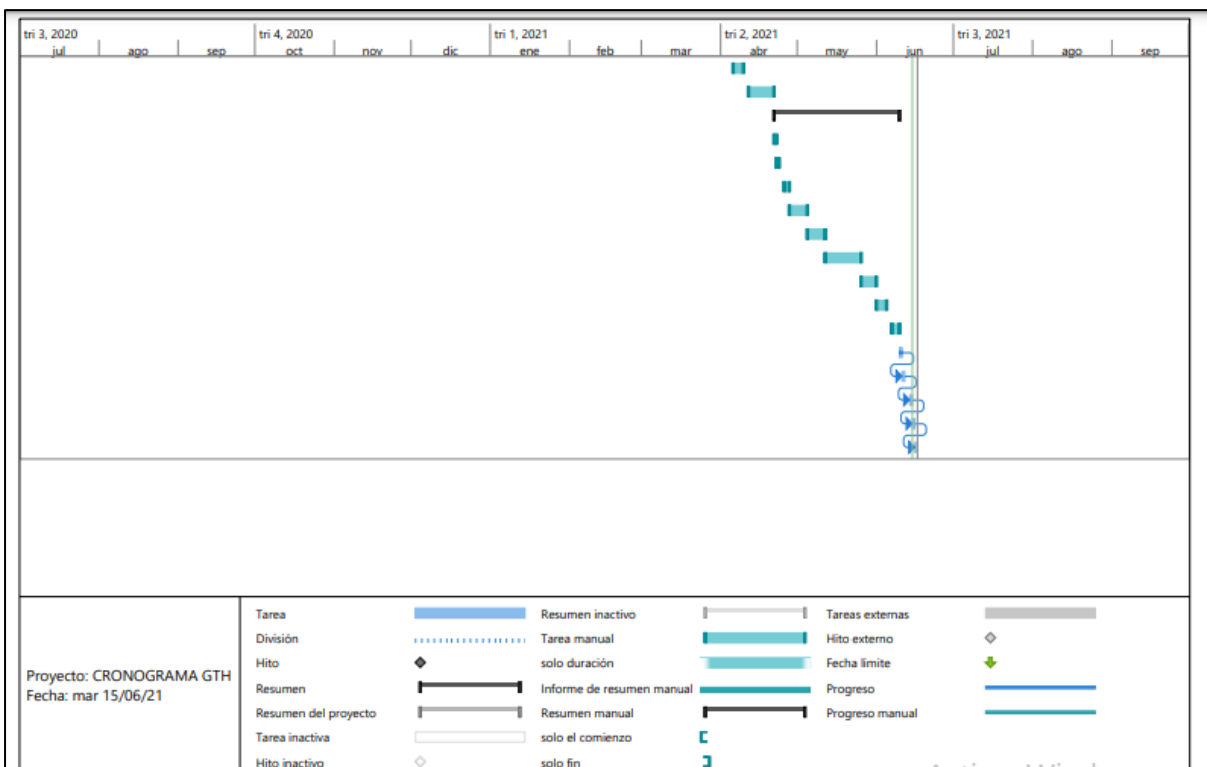 tri 3, 2020 tri 4, 2020 tri 1, 2021 tri 2, 2021 tri 3, 2021
jul ago sep oct nov dic ene feb mar abr may jun jul ago sep
Proyecto: CRONOGRAMA GTH
Fecha: mar 15/06/21
Tarea Resumen inactivo Tareas externas
División Tarea manual Hito externo
Hito solo duración Fecha límite
Resumen Informe de resumen manual Progreso
Resumen del proyecto Resumen manual Progreso manual
Tarea inactiva solo el comienzo
Hito inactivo solo fin